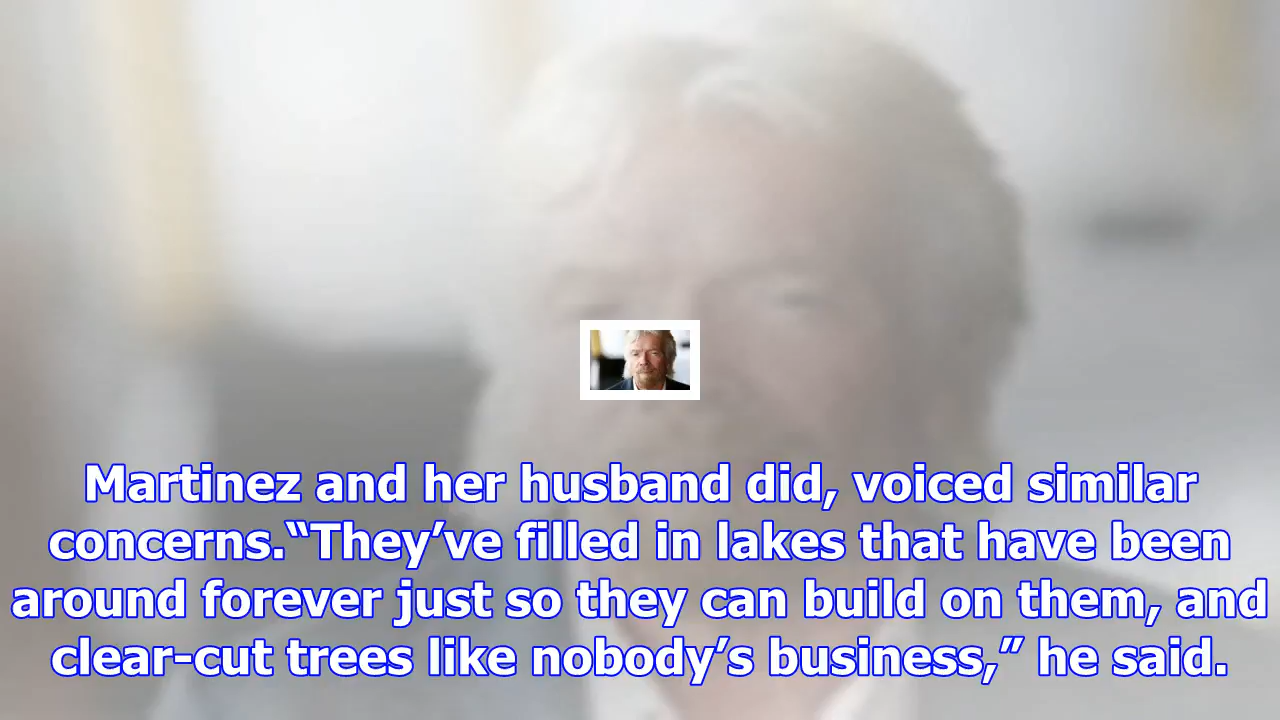 Martinez and her husband did, voiced similar
concerns.“They’ve filled in lakes that have been
around forever just so they can build on them, and
clear-cut trees like nobody’s business,” he said.